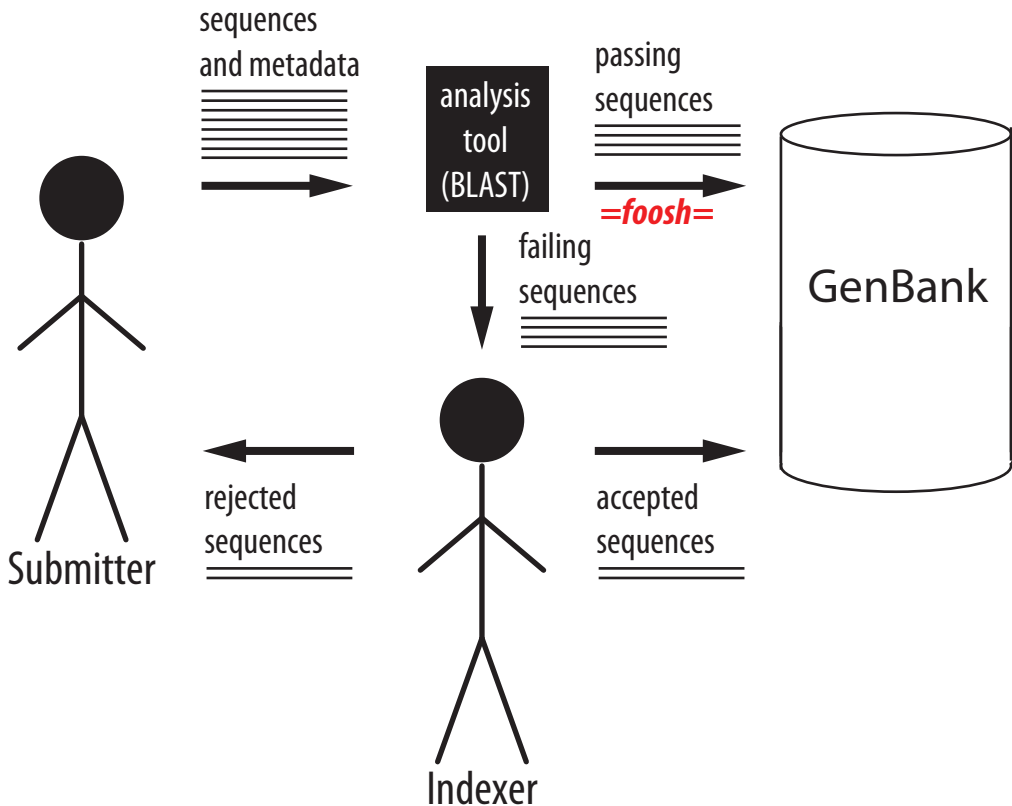 sequences
and metadata
analysis
tool
(BLAST)
passing
sequences
=foosh=
failing
sequences
GenBank
rejected
sequences
accepted
sequences
Submitter
Indexer